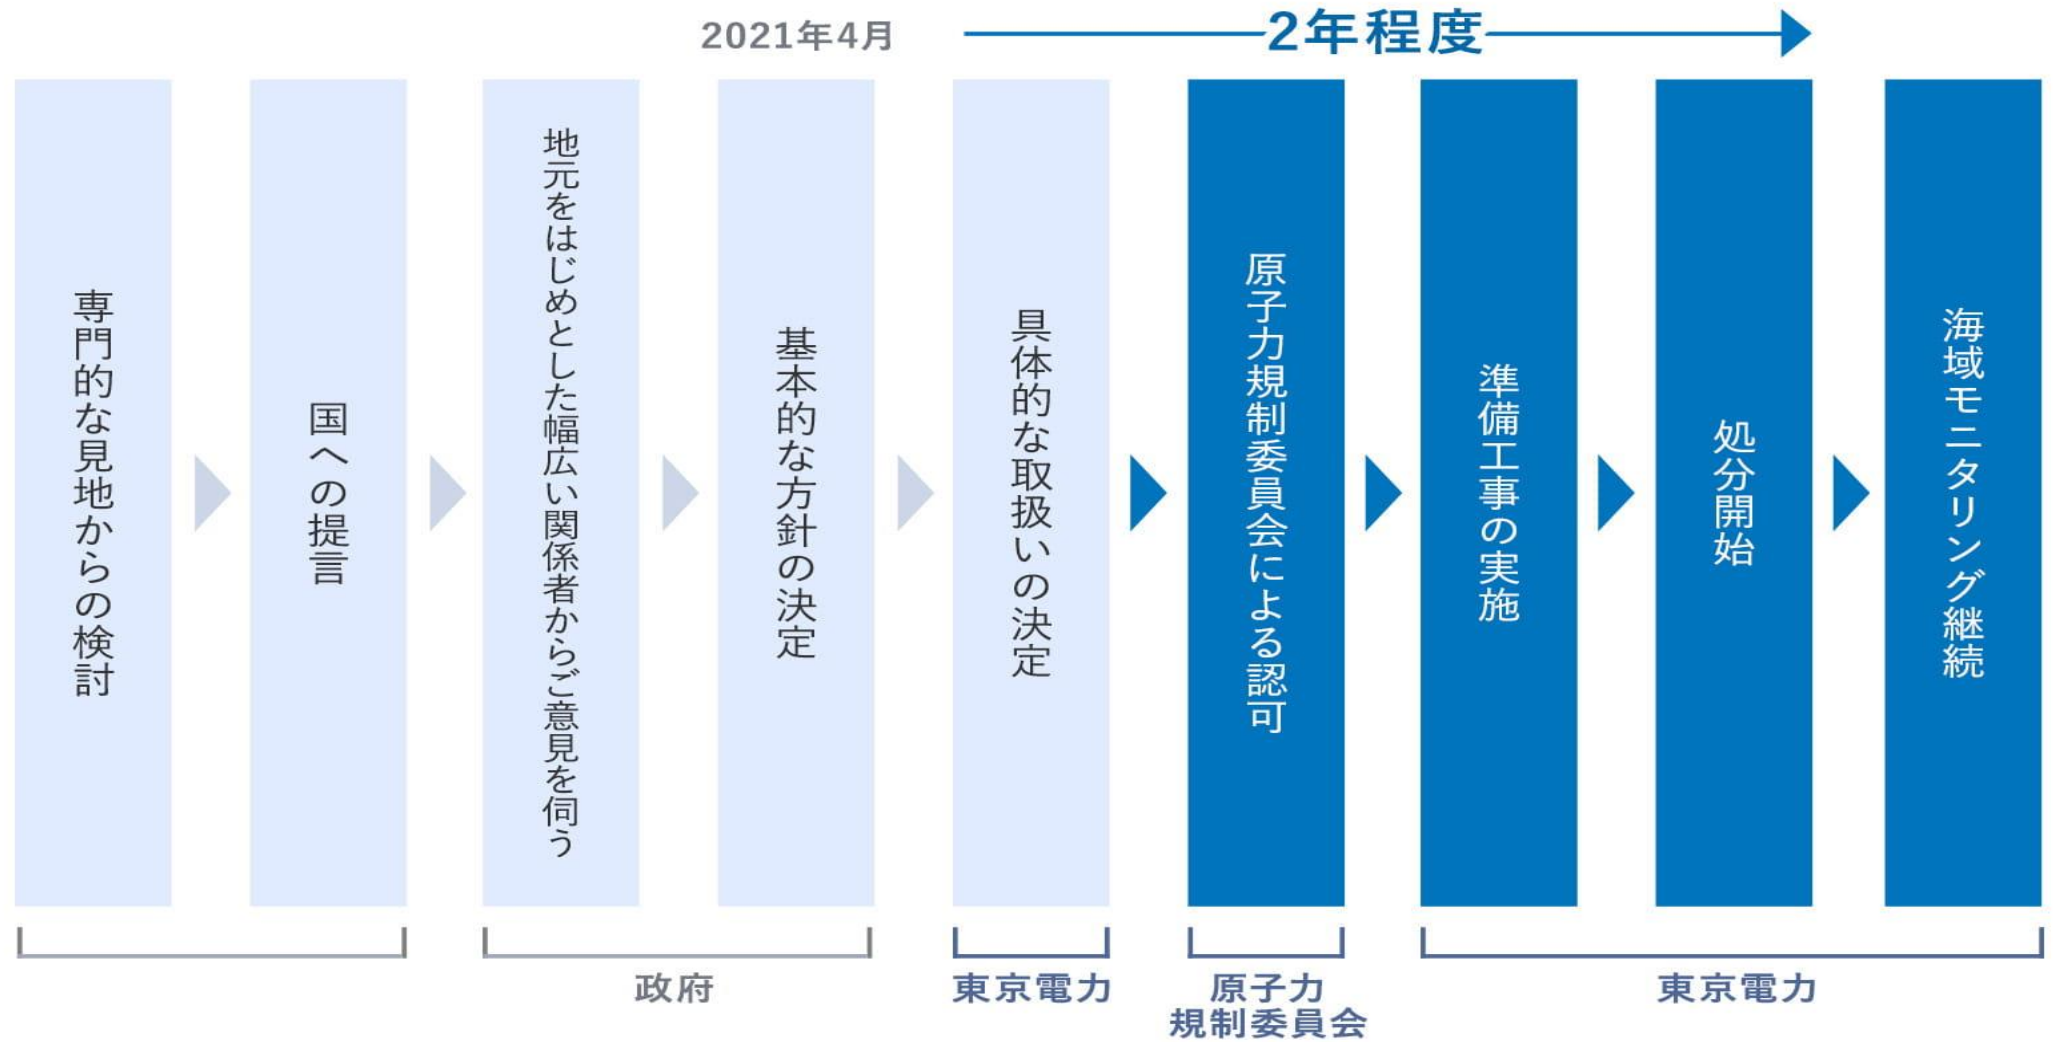 2021年4月
2年程度
専門的な見地からの検討
国への提言
地元をはじめとした幅広い関係者からご意見を伺う
基本的な方針の決定
具体的な取扱いの決定
原子力規制委員会による認可
準備工事の実施
処分開始
海域モニタリング継続
政府
東京電力
原子力
規制委員会
東京電力